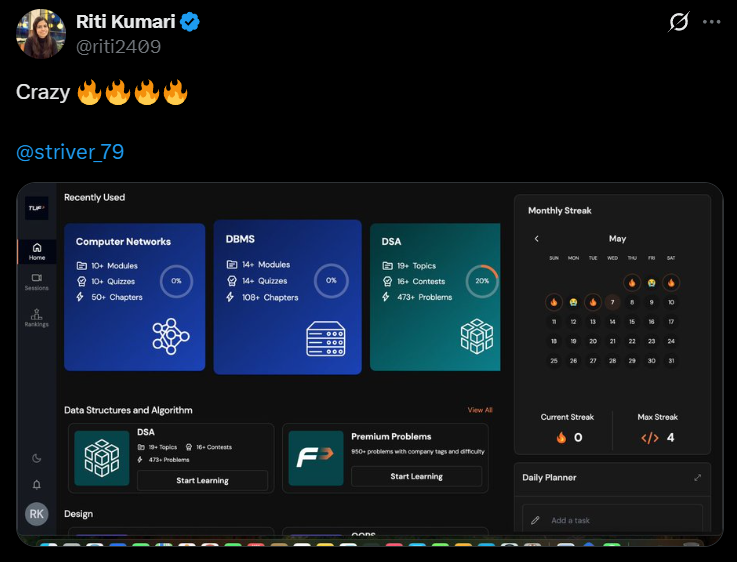 Riti Kumari
@riti2409
Crazy 🔥🔥🔥🔥
@striver_79
TUF
Home
Sessions
Rankings
RK
Recently Used
Computer Networks
10+ Modules
10+ Quizzes
50+ Chapters
0%
DBMS
14+ Modules
14+ Quizzes
108+ Chapters
0%
DSA
19+ Topics
16+ Contests
473+ Problems
20%
Data Structures and Algorithm
View All
DSA
19+ Topics 16+ Contests
473+ Problems
Start Learning
Premium Problems
950+ problems with company tags and difficulty
Start Learning
Design
OOPS
Monthly Streak
May
SUN MON TUE WED THU FRI SAT
🔥 😭 🔥
🔥 😭 🔥 7 8 9 10
11 12 13 14 15 16 17
18 19 20 21 22 23 24
25 26 27 28 29 30 31
Current Streak
🔥 0
Max Streak
</> 4
Daily Planner
Add a task